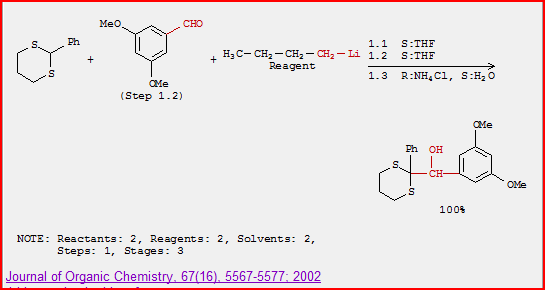 MeO
CHO
S
Ph
S
+
OMe
(Step 1.2)
+
H₃C — CH₂ — CH₂ — CH₂ — Li
Reagent
1.1 S:THF
1.2 S:THF
1.3 R:NH₄Cl, S:H₂O
OMe
Ph OH
S
CH
S
OMe
100%
NOTE: Reactants: 2, Reagents: 2, Solvents: 2,
Steps: 1, Stages: 3
Journal of Organic Chemistry, 67(16), 5567-5577; 2002